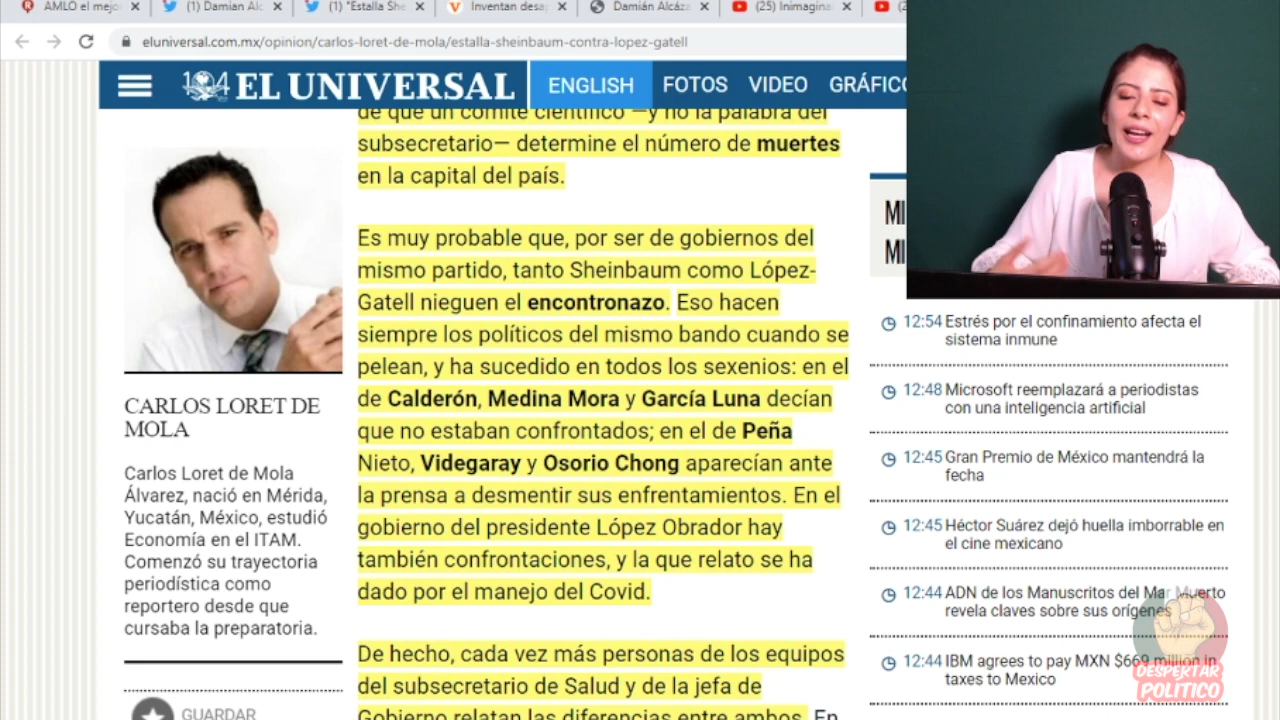 AMLO el mejo
(1) Damian Alc
(1) "Estalla She
Inventan desa
Damián Alcáza
(25) Inimagina
eluniversal.com.mx/opinion/carlos-loret-de-mola/estalla-sheinbaum-contra-lopez-gatell
104 EL UNIVERSAL
ENGLISH
FOTOS
VIDEO
GRÁFICO
de que un comité científico —y no la palabra del
subsecretario— determine el número de muertes
en la capital del país.
Es muy probable que, por ser de gobiernos del
mismo partido, tanto Sheinbaum como López-
Gatell nieguen el encontronazo. Eso hacen
siempre los políticos del mismo bando cuando se
pelean, y ha sucedido en todos los sexenios: en el
de Calderón, Medina Mora y García Luna decían
que no estaban confrontados; en el de Peña
Nieto, Videgaray y Osorio Chong aparecían ante
la prensa a desmentir sus enfrentamientos. En el
gobierno del presidente López Obrador hay
también confrontaciones, y la que relato se ha
dado por el manejo del Covid.
De hecho, cada vez más personas de los equipos
del subsecretario de Salud y de la jefa de
Gobierno relatan las diferencias entre ambos. En
CARLOS LORET DE
MOLA
Carlos Loret de Mola
Álvarez, nació en Mérida,
Yucatán, México, estudió
Economía en el ITAM.
Comenzó su trayectoria
periodística como
reportero desde que
cursaba la preparatoria.
GUARDAR
MI
MI
12:54 Estrés por el confinamiento afecta el
sistema inmune
12:48 Microsoft reemplazará a periodistas
con una inteligencia artificial
12:45 Gran Premio de México mantendrá la
fecha
12:45 Héctor Suárez dejó huella imborrable en
el cine mexicano
12:44 ADN de los Manuscritos del Mar Muerto
revela claves sobre sus orígenes
12:44 IBM agrees to pay MXN $669 million in
taxes to Mexico
DESPERTAR
POLITICO